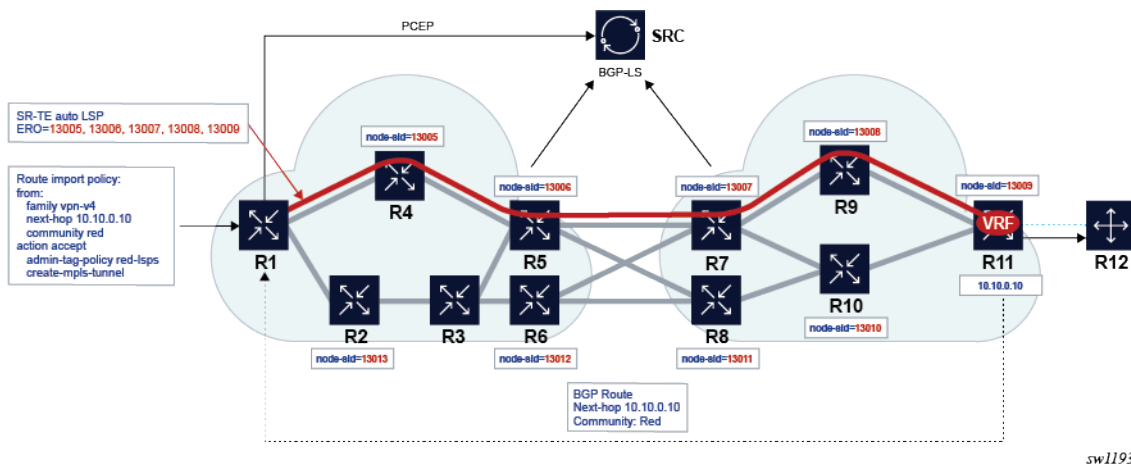 PCEP
SRC
BGP-LS
SR-TE auto LSP
ERO=13005, 13006, 13007, 13008, 13009
node-sid=13005
node-sid=13008
Route import policy:
from:
family vpn-v4
next-hop 10.10.0.10
community red
action accept
admin-tag-policy red-lsps
create-mpls-tunnel
node-sid=13006
node-sid=13007
node-sid=13009
R4
R9
VRF
R1
R5
R7
R11
R12
10.10.0.10
R2
R3
R6
R8
R10
node-sid=13013
node-sid=13012
node-sid=13011
node-sid=13010
BGP Route
Next-hop 10.10.0.10
Community: Red
sw1193